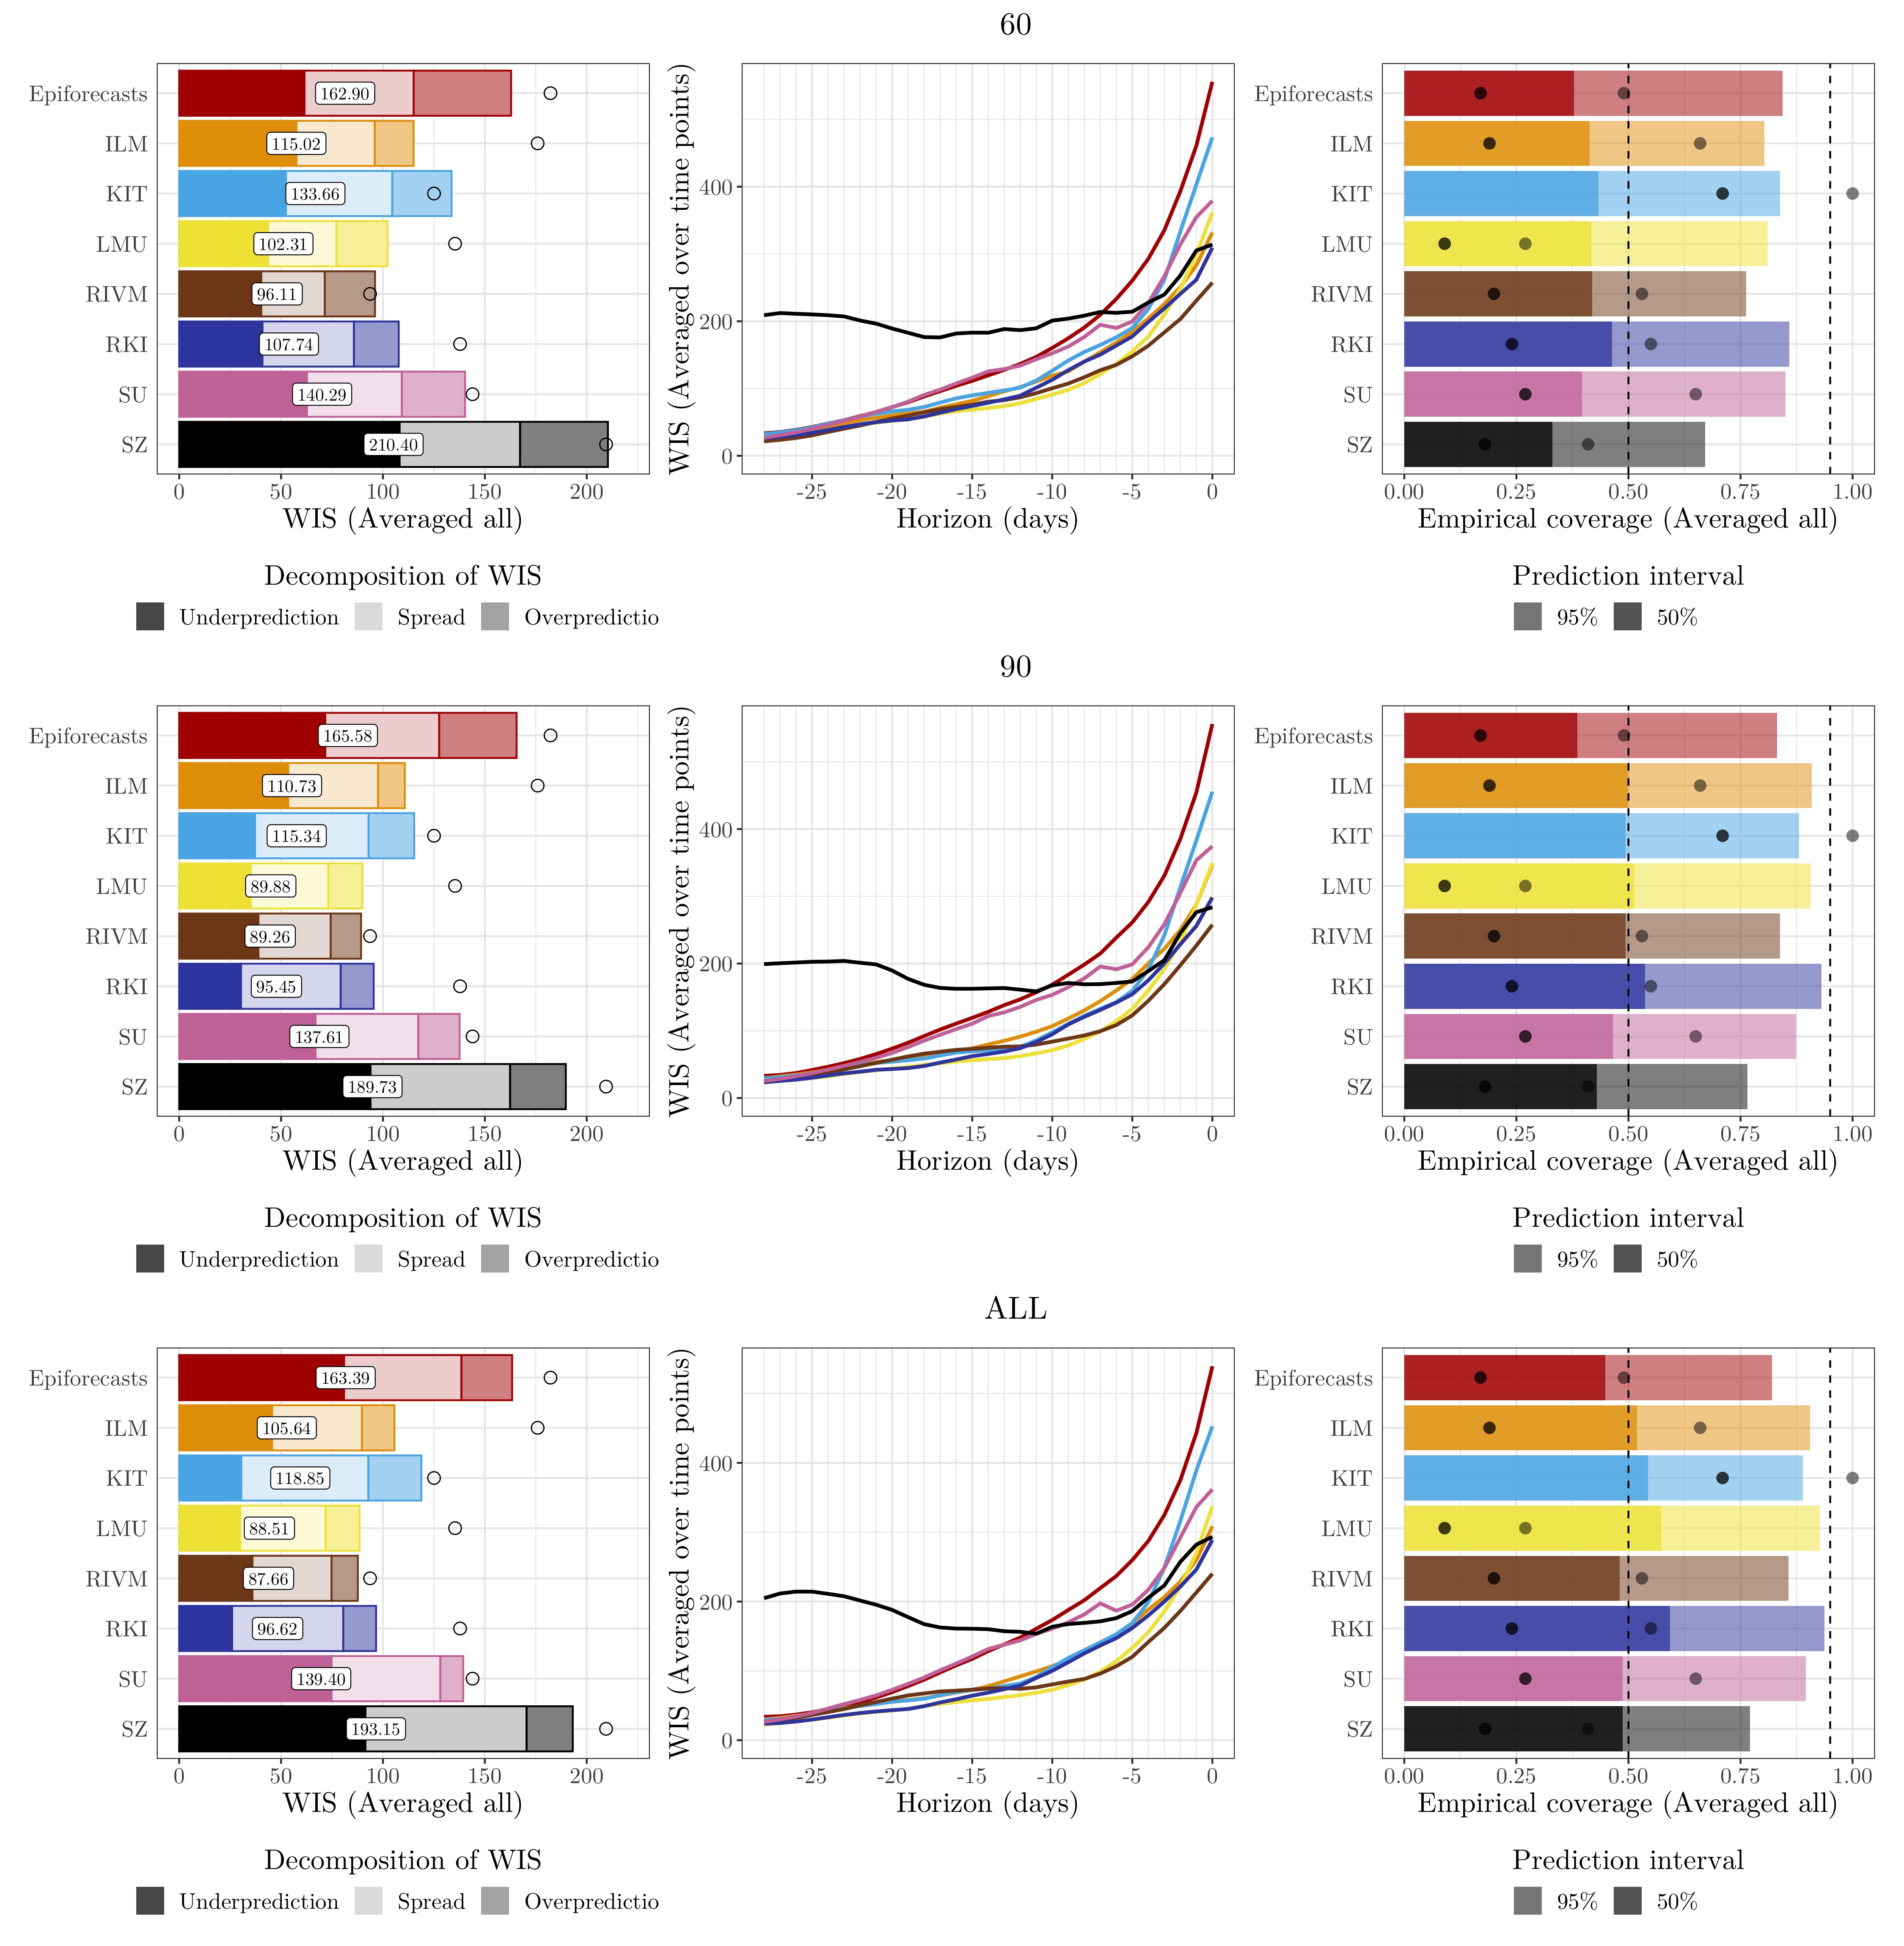 60
Epiforecasts
ILM
KIT
LMU
RIVM
RKI
SU
SZ
162.90
115.02
133.66
102.31
96.11
107.74
140.29
210.40
0 50 100 150 200
WIS (Averaged all)
Decomposition of WIS
Underprediction Spread Overpredictio
WIS (Averaged over time points)
400
200
0
-25 -20 -15 -10 -5 0
Horizon (days)
Epiforecasts
ILM
KIT
LMU
RIVM
RKI
SU
SZ
0.00 0.25 0.50 0.75 1.00
Empirical coverage (Averaged all)
Prediction interval
95% 50%
90
Epiforecasts
ILM
KIT
LMU
RIVM
RKI
SU
SZ
165.58
110.73
115.34
89.88
89.26
95.45
137.61
189.73
0 50 100 150 200
WIS (Averaged all)
Decomposition of WIS
Underprediction Spread Overpredictio
WIS (Averaged over time points)
400
200
0
-25 -20 -15 -10 -5 0
Horizon (days)
Epiforecasts
ILM
KIT
LMU
RIVM
RKI
SU
SZ
0.00 0.25 0.50 0.75 1.00
Empirical coverage (Averaged all)
Prediction interval
95% 50%
ALL
Epiforecasts
ILM
KIT
LMU
RIVM
RKI
SU
SZ
163.39
105.64
118.85
88.51
87.66
96.62
139.40
193.15
0 50 100 150 200
WIS (Averaged all)
Decomposition of WIS
Underprediction Spread Overpredictio
WIS (Averaged over time points)
400
200
0
-25 -20 -15 -10 -5 0
Horizon (days)
Epiforecasts
ILM
KIT
LMU
RIVM
RKI
SU
SZ
0.00 0.25 0.50 0.75 1.00
Empirical coverage (Averaged all)
Prediction interval
95% 50%